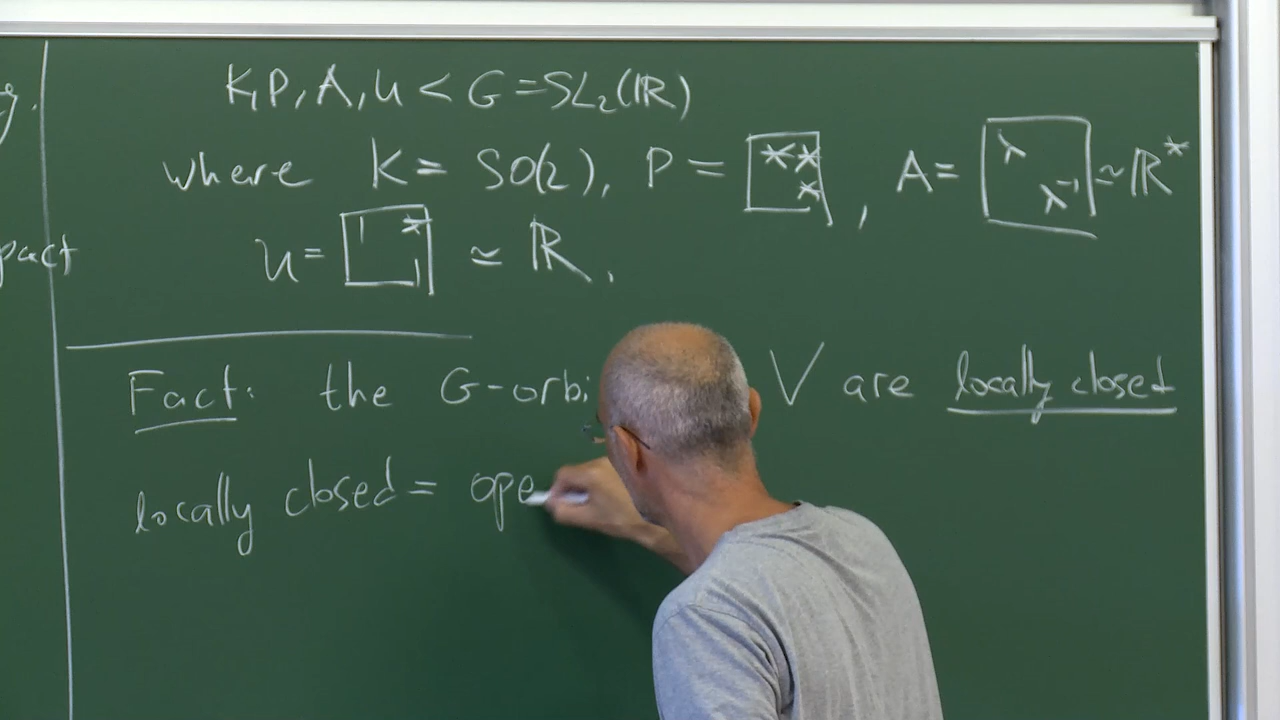 y.
K, P, A, U < G = SL₂(ℝ)
where K = SO(2), P = [* * *], A = [λ λ⁻¹] ≃ ℝ*
pact
U = [1 * 1] ≃ ℝ.
Fact: the G-orbi V are locally closed
locally closed = ope